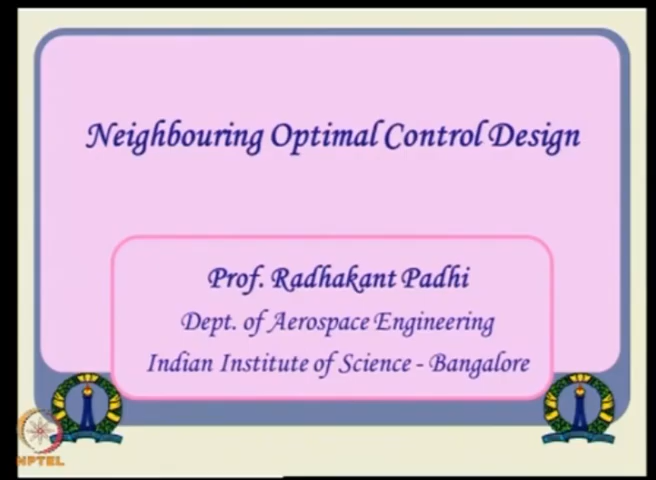 Neighbouring Optimal Control Design
Prof. Radhakant Padhi
Dept. of Aerospace Engineering
Indian Institute of Science - Bangalore
NPTEL